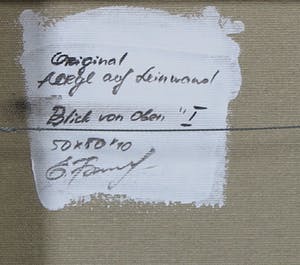 Original
Acryl auf Leinwand
Blick von Oben "I
50x50x10